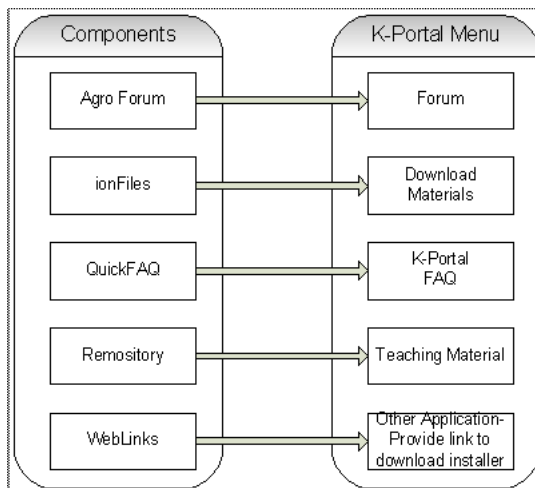 Components
K-Portal Menu
Agro Forum
Forum
ionFiles
Download
Materials
QuickFAQ
K-Portal
FAQ
Remository
Teaching Material
WebLinks
Other Application-
Provide link to
download installer